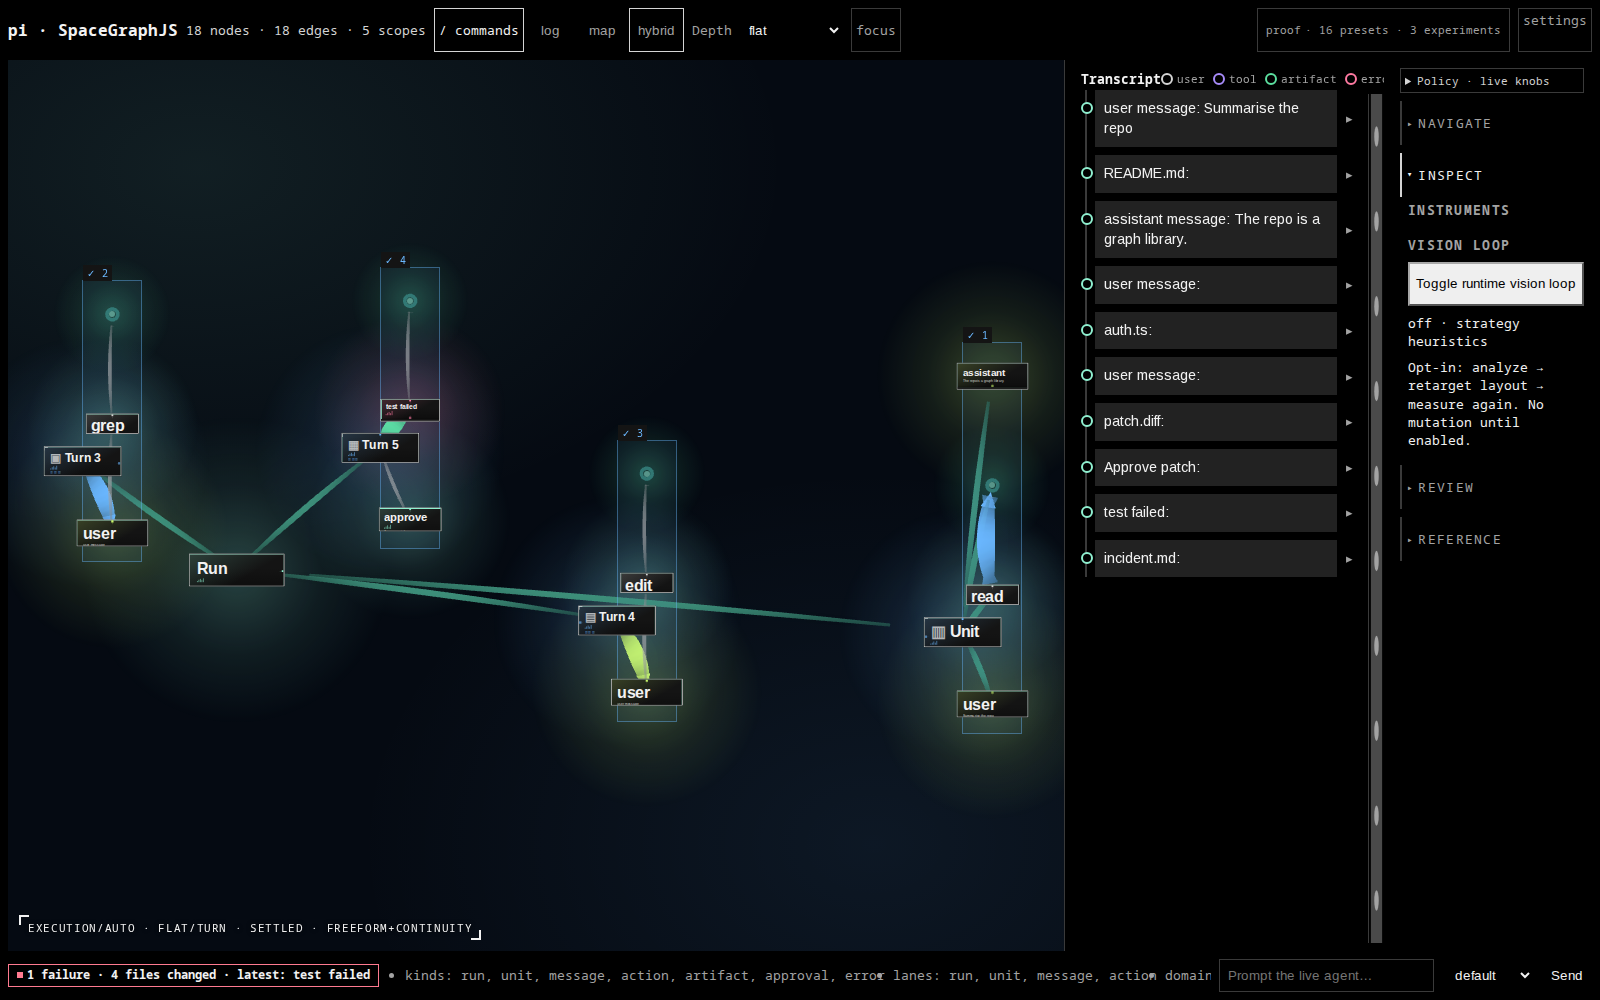 pi · SpaceGraphJS 18 nodes · 18 edges · 5 scopes / commands log map hybrid Depth flat focus proof · 16 presets · 3 experiments settings
Transcript user tool artifact
▸ Policy · live knobs
user message: Summarise the
repo
README.md:
assistant message: The repo is a
graph library.
user message:
auth.ts:
user message:
patch.diff:
Approve patch:
test failed:
incident.md:
▸ NAVIGATE
▾ INSPECT
INSTRUMENTS
VISION LOOP
Toggle runtime vision loop
off · strategy
heuristics
Opt-in: analyze →
retarget layout →
measure again. No
mutation until
enabled.
▸ REVIEW
▸ REFERENCE
✓ 2
grep
Turn 3
user
✓ 4
test failed
Turn 5
approve
Run
✓ 3
edit
Turn 4
user
✓ 1
assistant
read
Unit
user
EXECUTION/AUTO · FLAT/TURN · SETTLED · FREEFORM+CONTINUITY
1 failure · 4 files changed · latest: test failed
kinds: run, unit, message, action, artifact, approval, error lanes: run, unit, message, action domain
Prompt the live agent… default Send